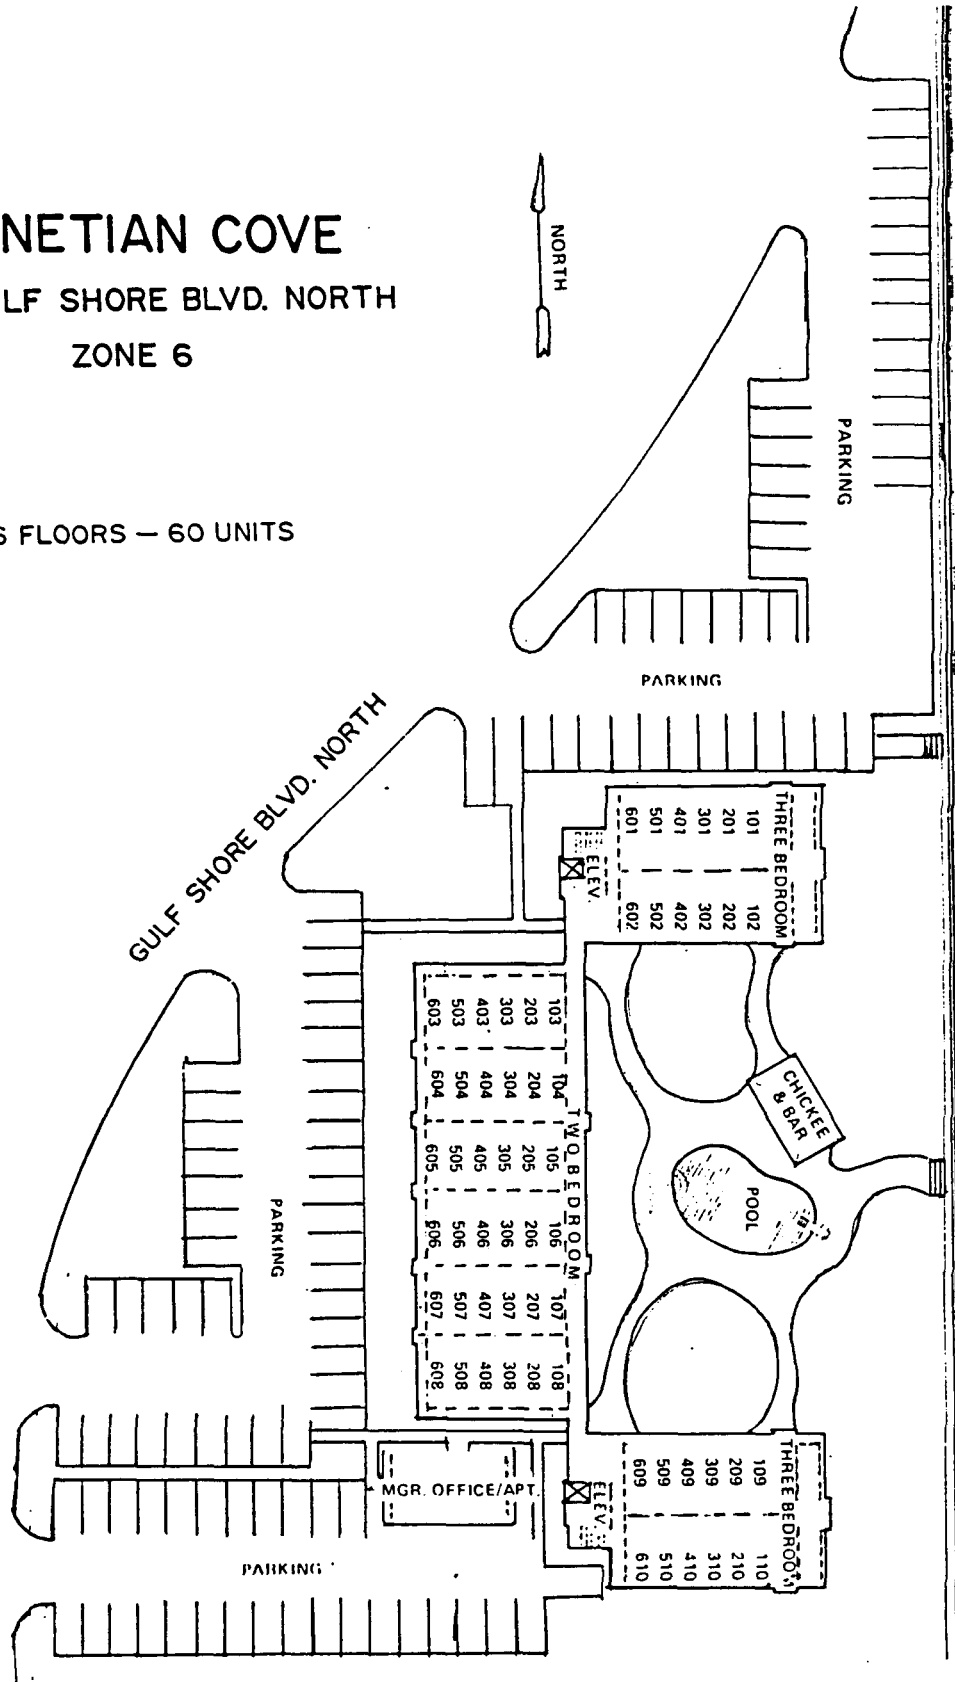 NETIAN COVE
LF SHORE BLVD. NORTH
ZONE 6
6 FLOORS — 60 UNITS
NORTH
PARKING
PARKING
GULF SHORE BLVD. NORTH
THREE BEDROOM
101 102
201 202
301 302
401 402
501 502
601 602
ELEV.
TWO BEDROOM
103 104 105 106 107 108
203 204 205 206 207 208
303 304 305 306 307 308
403 404 405 406 407 408
503 504 505 506 507 508
603 604 605 606 607 608
CHICKEE
& BAR
POOL
PARKING
THREE BEDROOM
109 110
209 210
309 310
409 410
509 510
609 610
ELEV.
MGR. OFFICE/APT.
PARKING